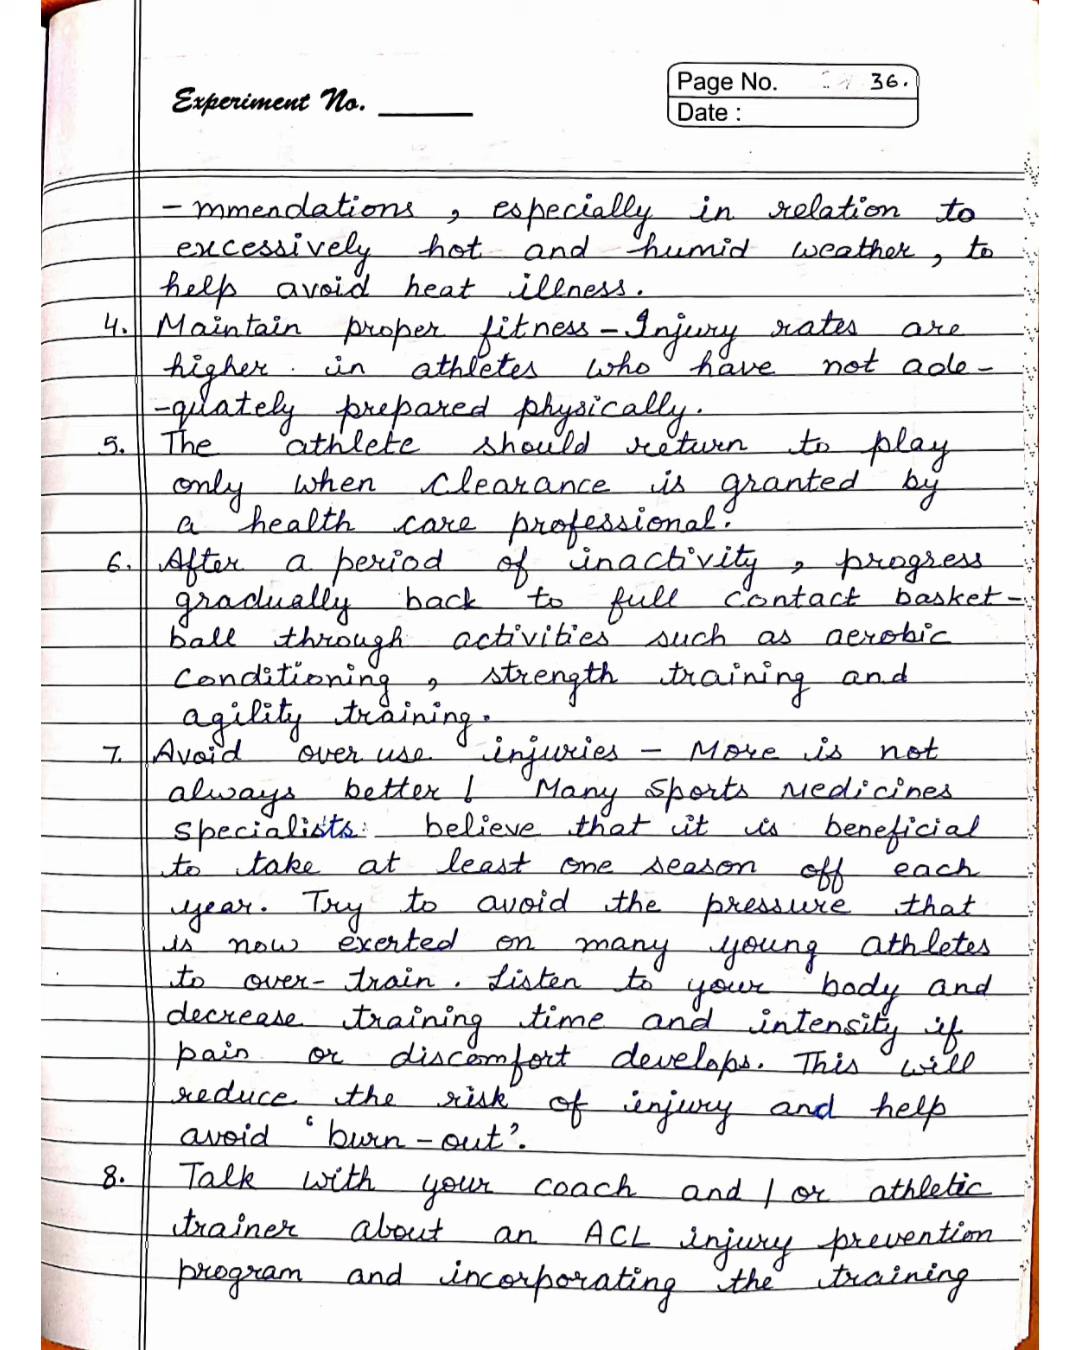 Experiment No.
Page No. 36.
Date :
- mmendations , especially in relation to
excessively hot and humid weather , to
help avoid heat illness .
4. Maintain proper fitness - Injury rates are
higher in athletes who have not ade-
-quately prepared physically.
5. The athlete should return to play
only when clearance is granted by
a health care professional.
6. After a period of inactivity , progress
gradually back to full contact basket-
ball through activities such as aerobic
conditioning , strength training and
agility training.
7. Avoid over use injuries - More is not
always better ! Many Sports Medicines
Specialists believe that it is beneficial
to take at least one season off each
year. Try to avoid the pressure that
is now exerted on many young athletes
to over-train . Listen to your body and
decrease training time and intensity if
pain or discomfort develops. This will
reduce the risk of injury and help
avoid 'burn-out'.
8. Talk with your coach and / or athletic
trainer about an ACL injury prevention
program and incorporating the training